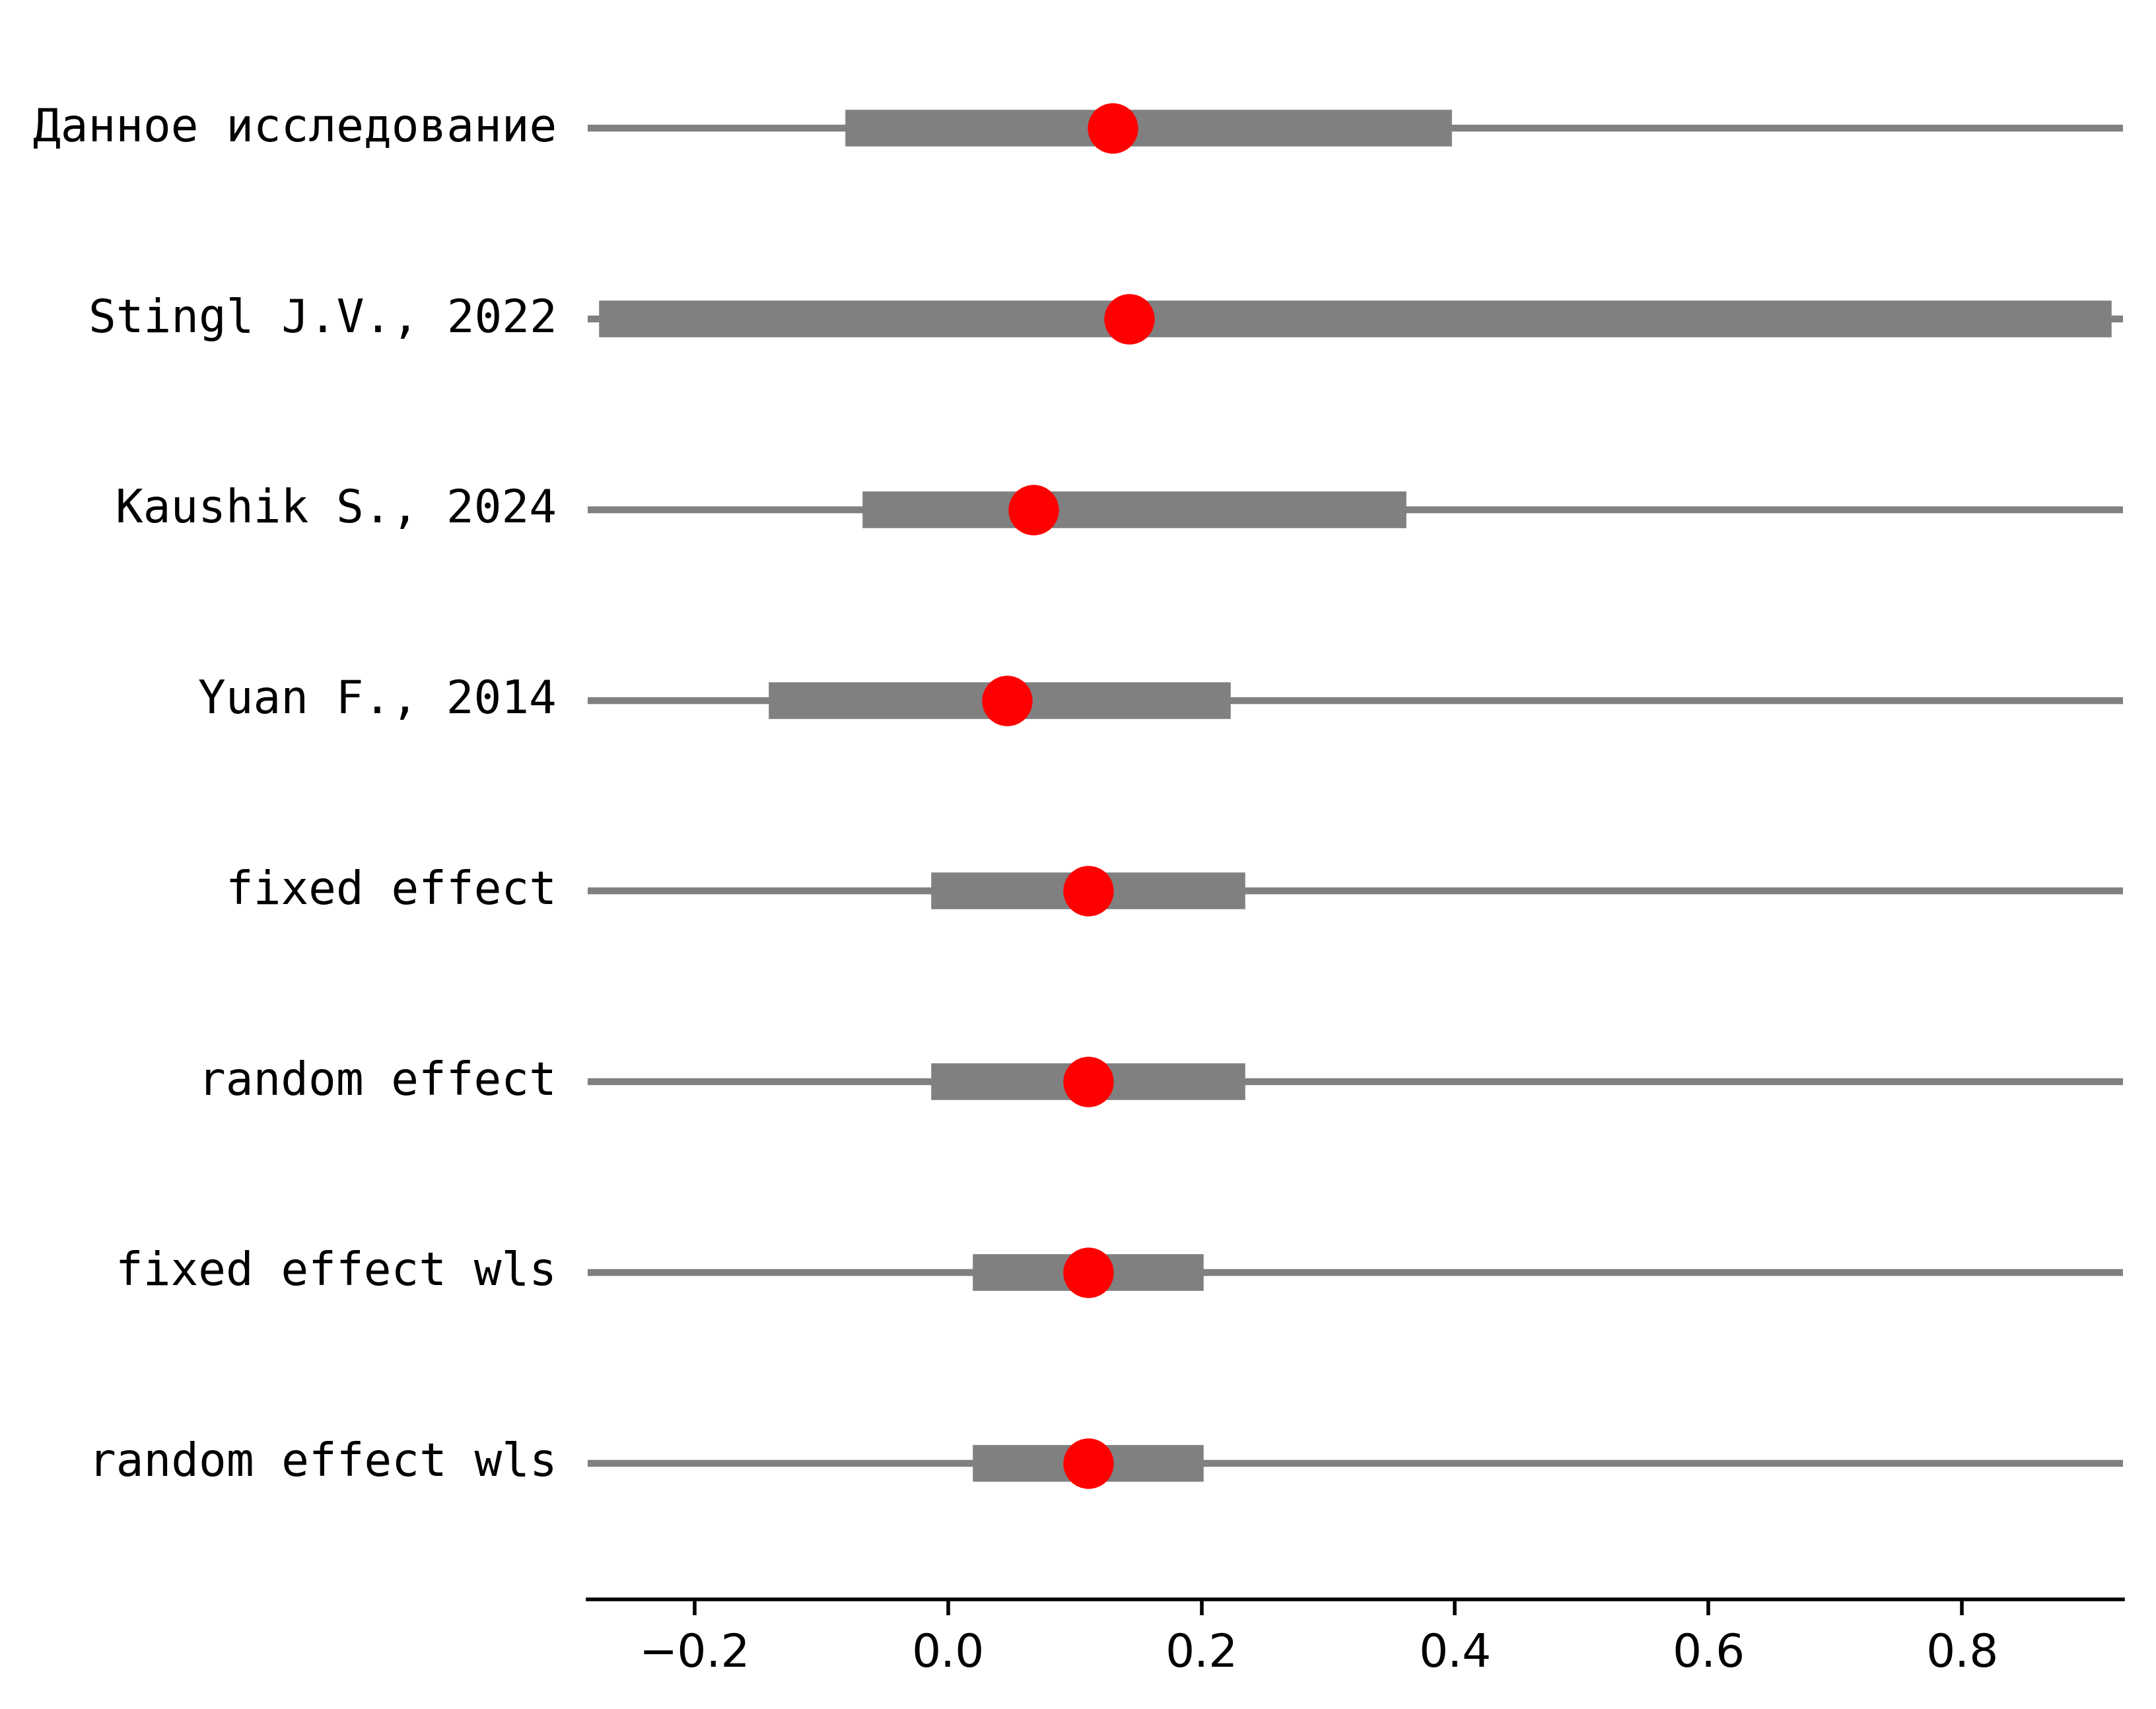 Данное исследование
Stingl J.V., 2022
Kaushik S., 2024
Yuan F., 2014
fixed effect
random effect
fixed effect wls
random effect wls
−0.2 0.0 0.2 0.4 0.6 0.8